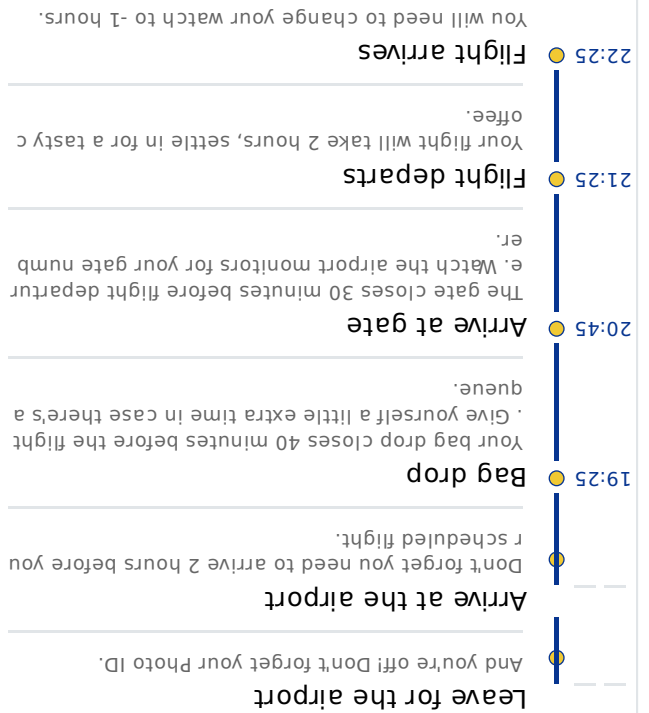 Leave for the airport
And you're off! Don't forget your Photo ID.
Arrive at the airport
Don't forget you need to arrive 2 hours before you
r scheduled flight.
19:25 Bag drop
Your bag drop closes 40 minutes before the flight
. Give yourself a little extra time in case there's a
queue.
20:45 Arrive at gate
The gate closes 30 minutes before flight departur
e. Watch the airport monitors for your gate numb
er.
21:25 Flight departs
Your flight will take 2 hours, settle in for a tasty c
offee.
22:25 Flight arrives
You will need to change your watch to -1 hours.